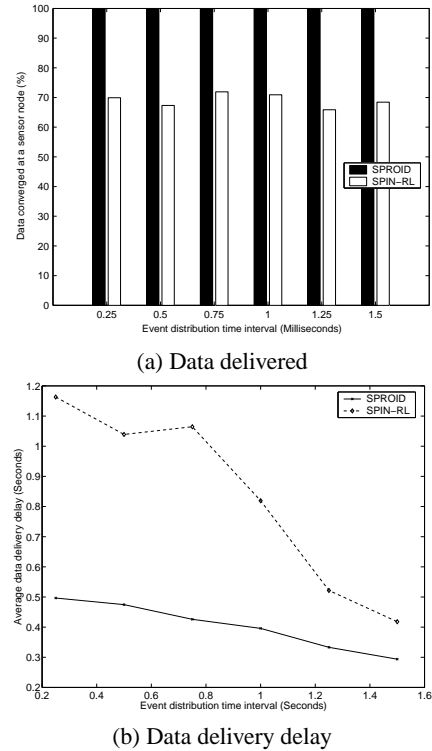 100
90
80
70
60
50
40
30
20
10
0
Data converged at a sensor node (%)
SPROID
SPIN−RL
0.25 0.5 0.75 1 1.25 1.5
Event distribution time interval (Milliseconds)
(a) Data delivered
1.2
1.1
1
0.9
0.8
0.7
0.6
0.5
0.4
0.3
0.2
Average data delivery delay (Seconds)
SPROID
SPIN−RL
0.2 0.4 0.6 0.8 1 1.2 1.4 1.6
Event distribution time interval (Seconds)
(b) Data delivery delay